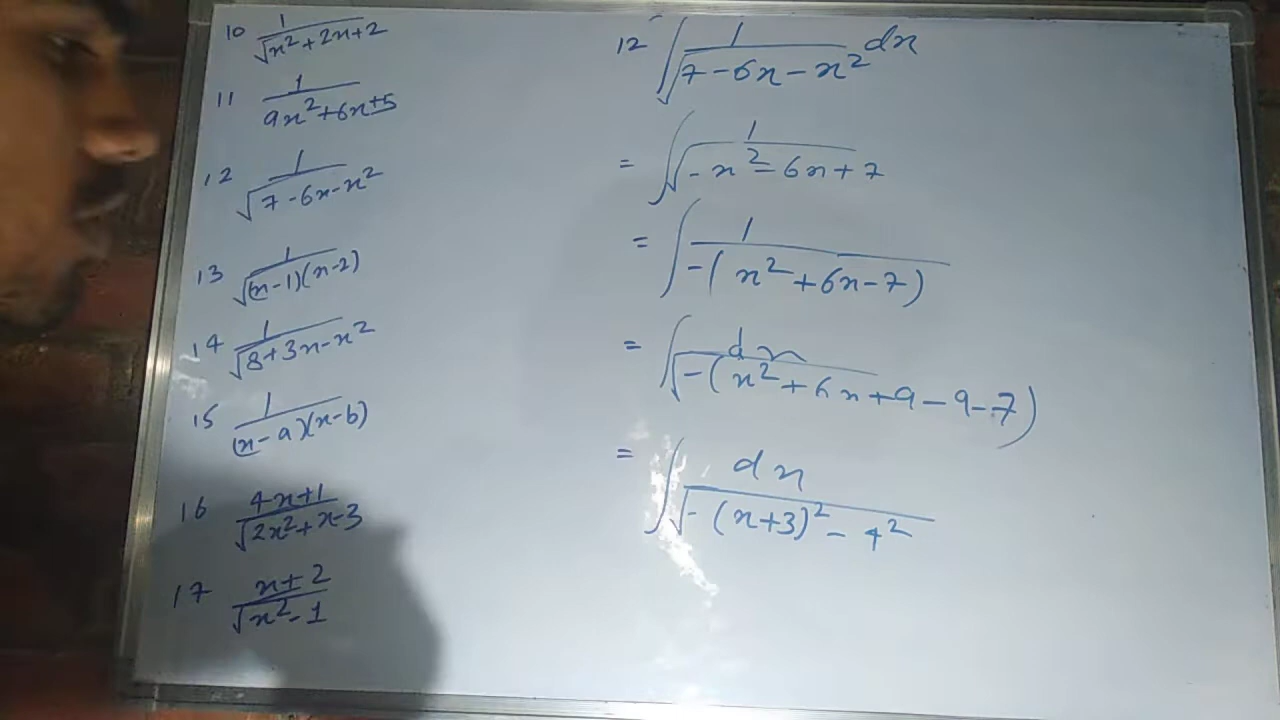 10 1/√x²+2x+2
11 1/9x²+6x+5
12 1/√7-6x-x²
13 1/√(x-1)(x-2)
14 1/√8+3x-x²
15 1/(x-a)(x-b)
16 4x+1/√2x²+x-3
17 x+2/√x²-1
12 ∫1/√7-6x-x² dx
= ∫1/√-x²-6x+7
= ∫1/-(x²+6x-7)
= ∫dx/√-(x²+6x+9-9-7)
= ∫dx/√-(x+3)²-4²